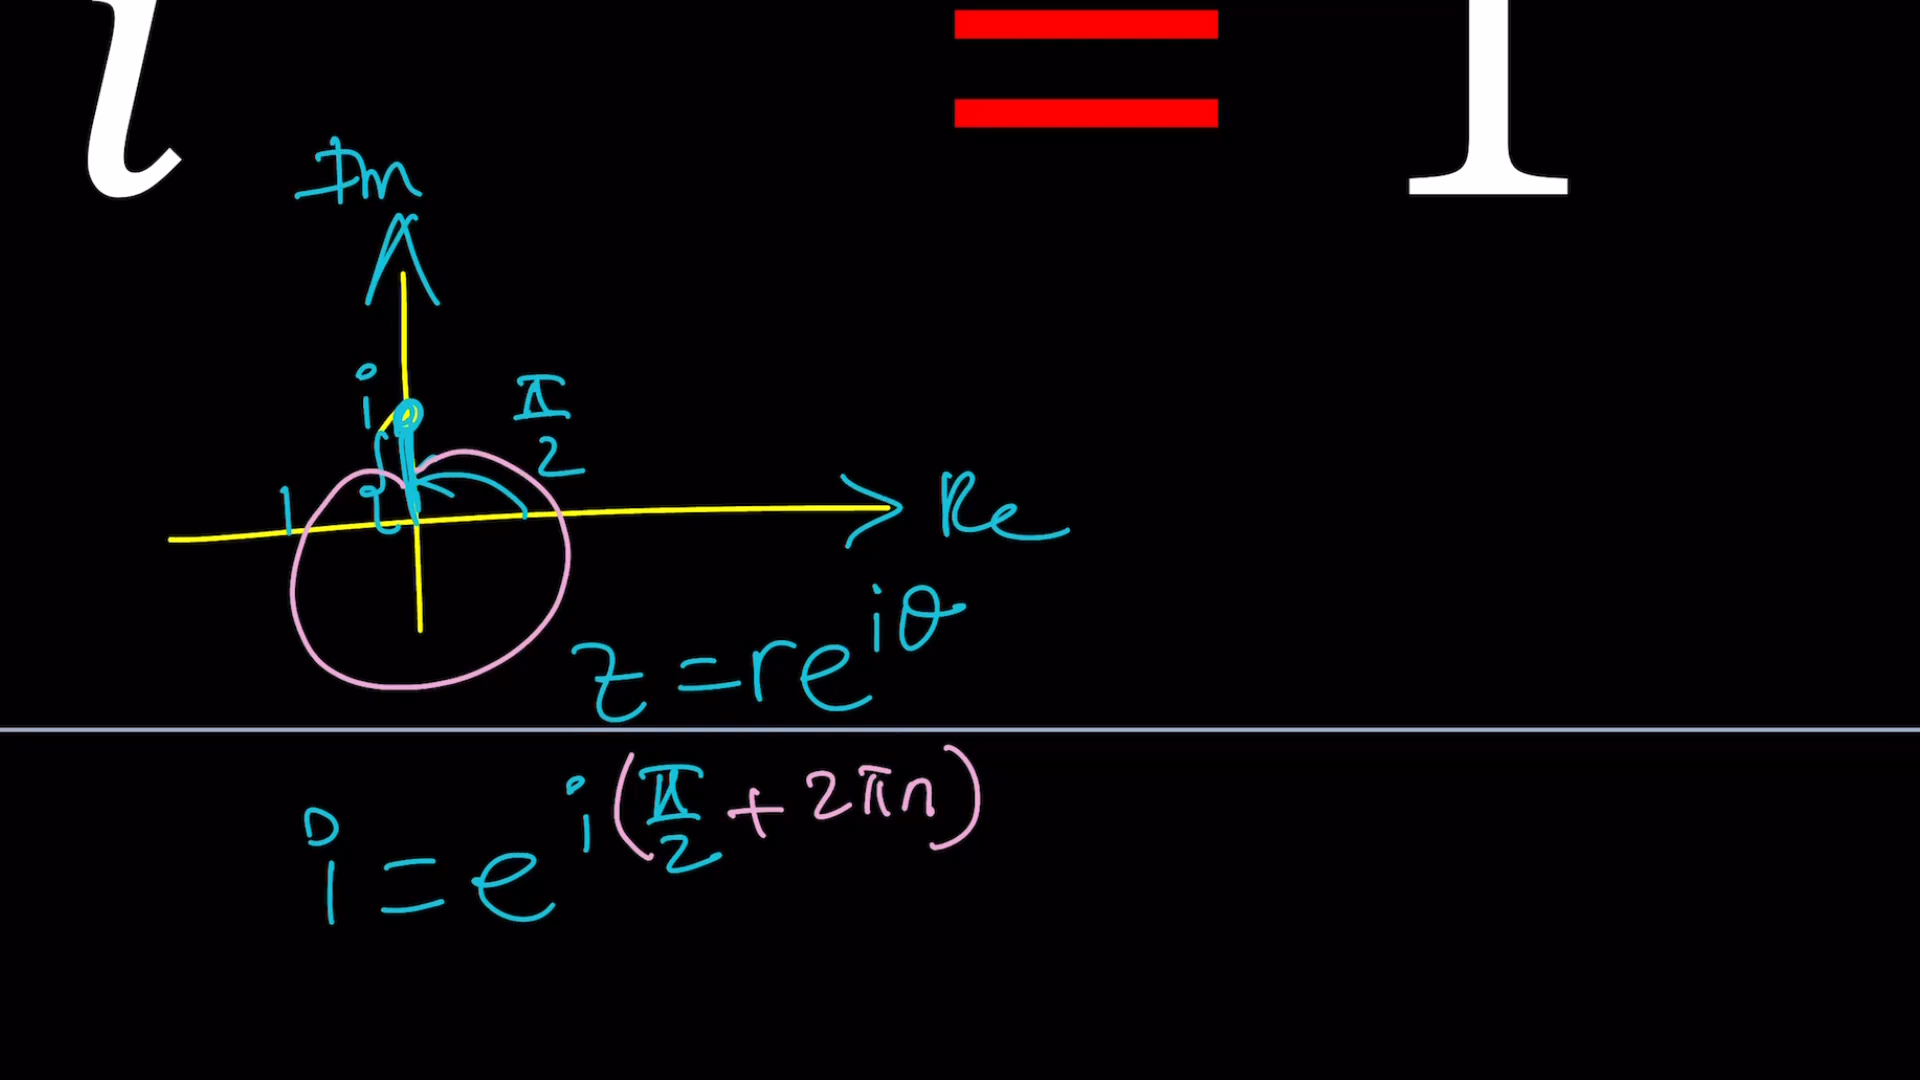 i = 1
Im
i
π/2
1
Re
z = re^{iθ}
i = e^{i(π/2 + 2πn)}